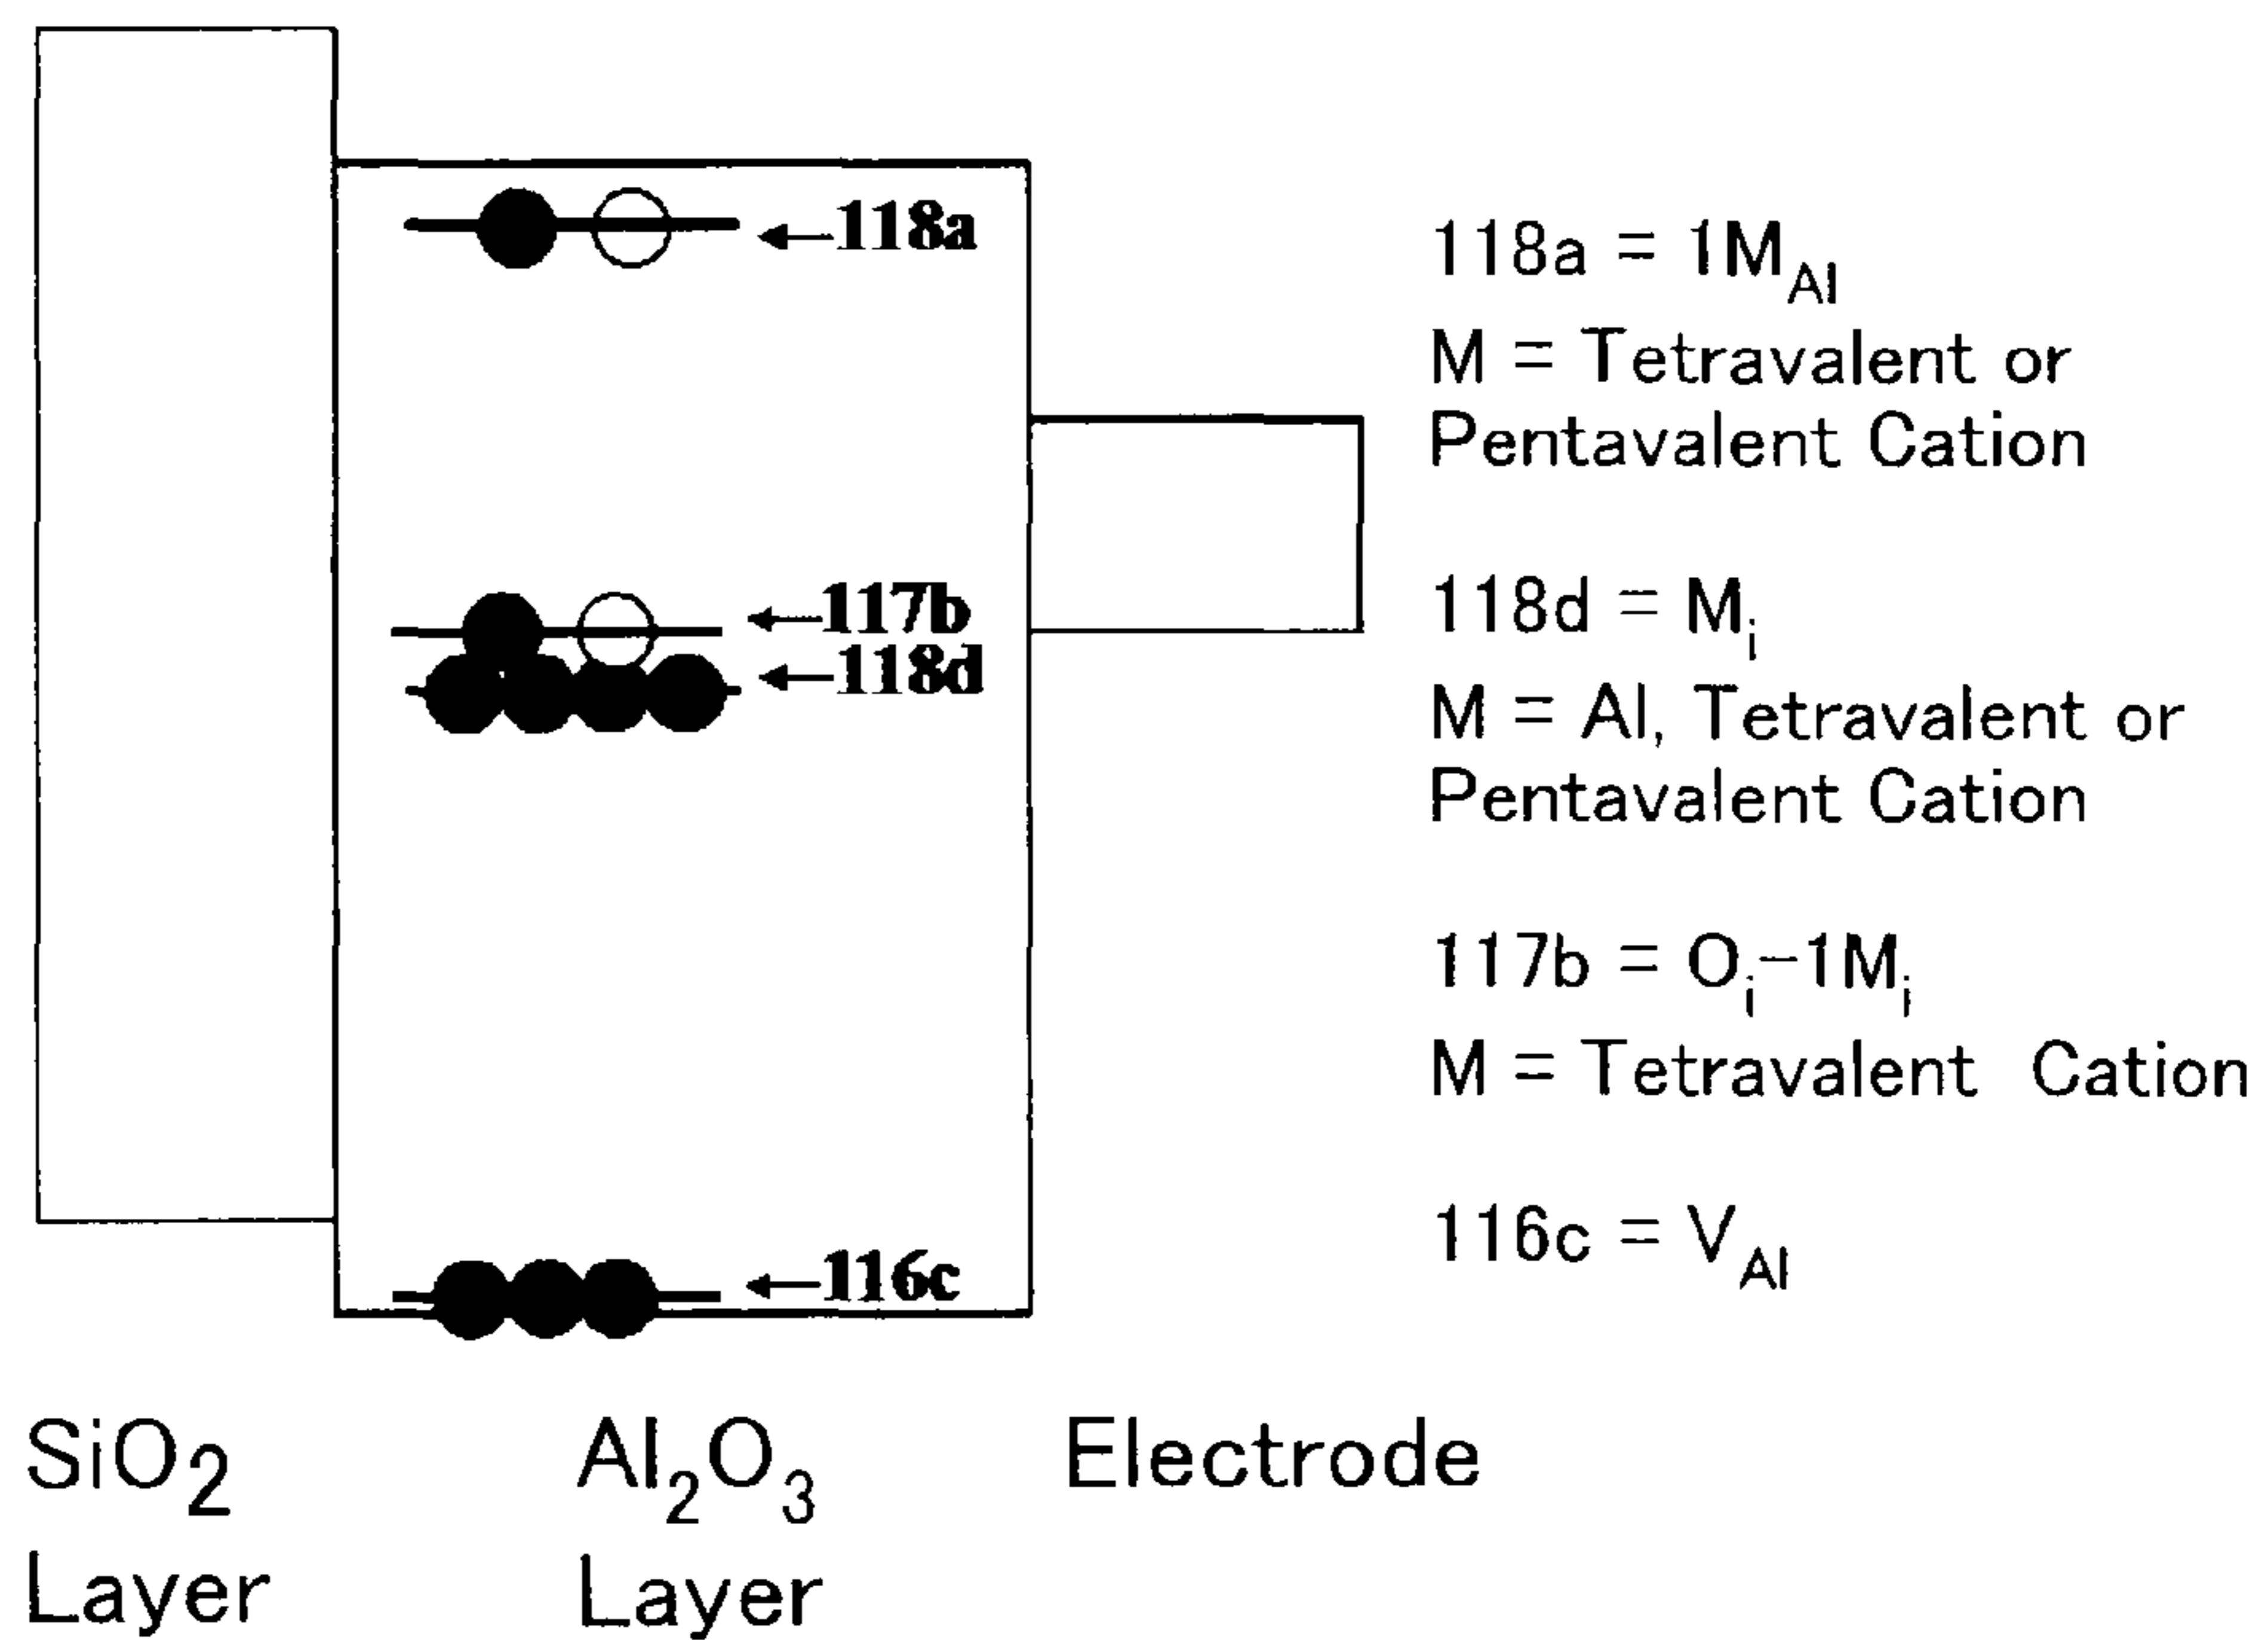 118a
117b
118d
116c
118a = 1M_Al
M = Tetravalent or
Pentavalent Cation
118d = M_i
M = Al, Tetravalent or
Pentavalent Cation
117b = O_i-1M_i
M = Tetravalent Cation
116c = V_Al
SiO2
Layer
Al2O3
Layer
Electrode